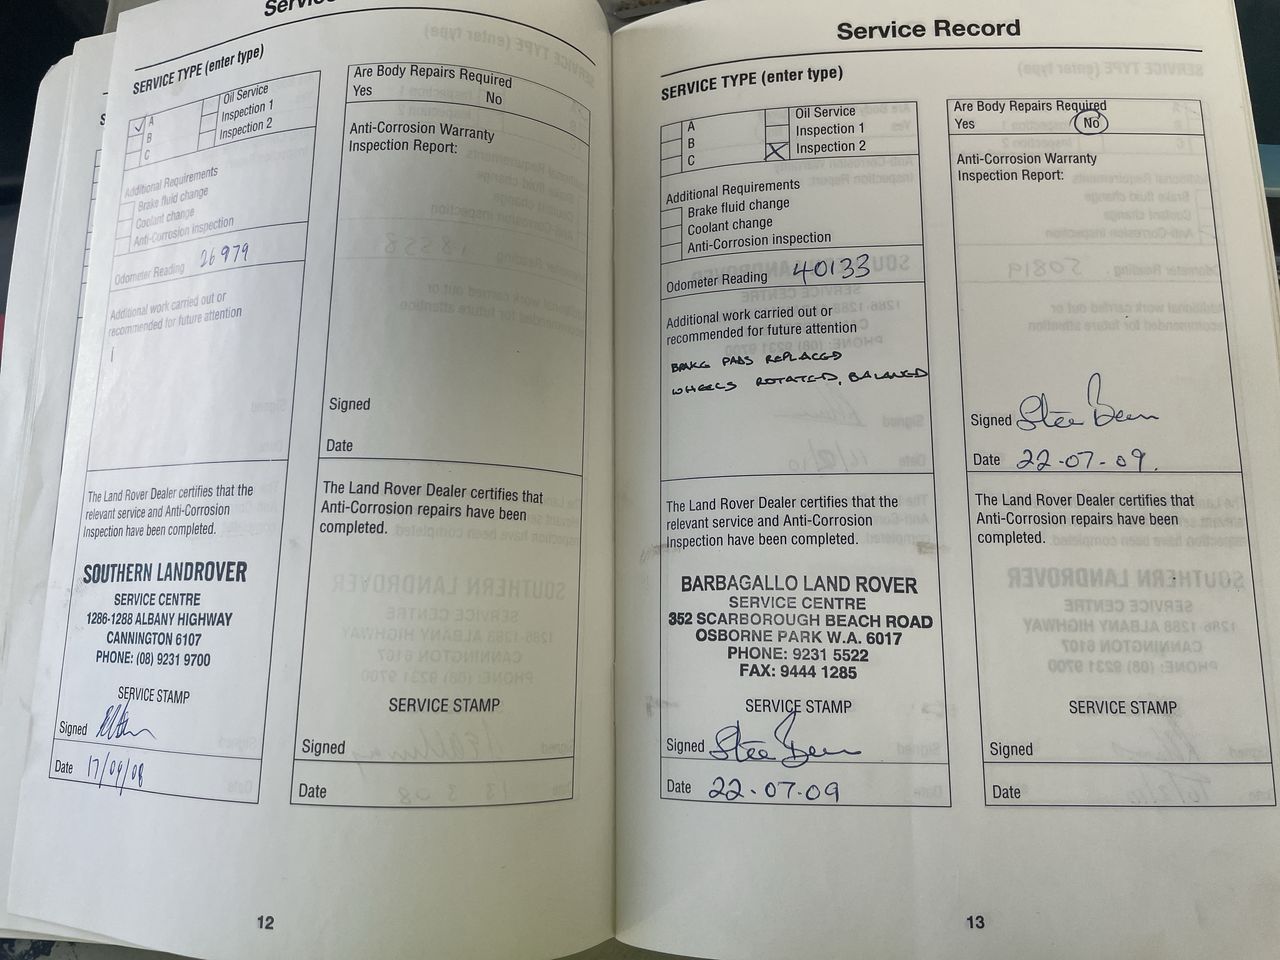 Service
SERVICE TYPE (enter type)
A
B
C
Oil Service
Inspection 1
Inspection 2
Additional Requirements
Brake fluid change
Coolant change
Anti-Corrosion inspection
Odometer Reading 26979
Additional work carried out or
recommended for future attention
The Land Rover Dealer certifies that the
relevant service and Anti-Corrosion
Inspection have been completed.
SOUTHERN LANDROVER
SERVICE CENTRE
1286-1288 ALBANY HIGHWAY
CANNINGTON 6107
PHONE: (08) 9231 9700
SERVICE STAMP
Signed
Date 17/09/08
Are Body Repairs Required
Yes No
Anti-Corrosion Warranty
Inspection Report:
Signed
Date
The Land Rover Dealer certifies that
Anti-Corrosion repairs have been
completed.
SERVICE STAMP
Signed
Date
12
Service Record
SERVICE TYPE (enter type)
A
B
C
Oil Service
Inspection 1
Inspection 2
Additional Requirements
Brake fluid change
Coolant change
Anti-Corrosion inspection
Odometer Reading 40133
Additional work carried out or
recommended for future attention
BRAKE PADS REPLACED
WHEELS ROTATED, BALANCED
The Land Rover Dealer certifies that the
relevant service and Anti-Corrosion
Inspection have been completed.
BARBAGALLO LAND ROVER
SERVICE CENTRE
352 SCARBOROUGH BEACH ROAD
OSBORNE PARK W.A. 6017
PHONE: 9231 5522
FAX: 9444 1285
SERVICE STAMP
Signed
Date 22-07-09
Are Body Repairs Required
Yes No
Anti-Corrosion Warranty
Inspection Report:
Signed
Date 22-07-09.
The Land Rover Dealer certifies that
Anti-Corrosion repairs have been
completed.
SERVICE STAMP
Signed
Date
13